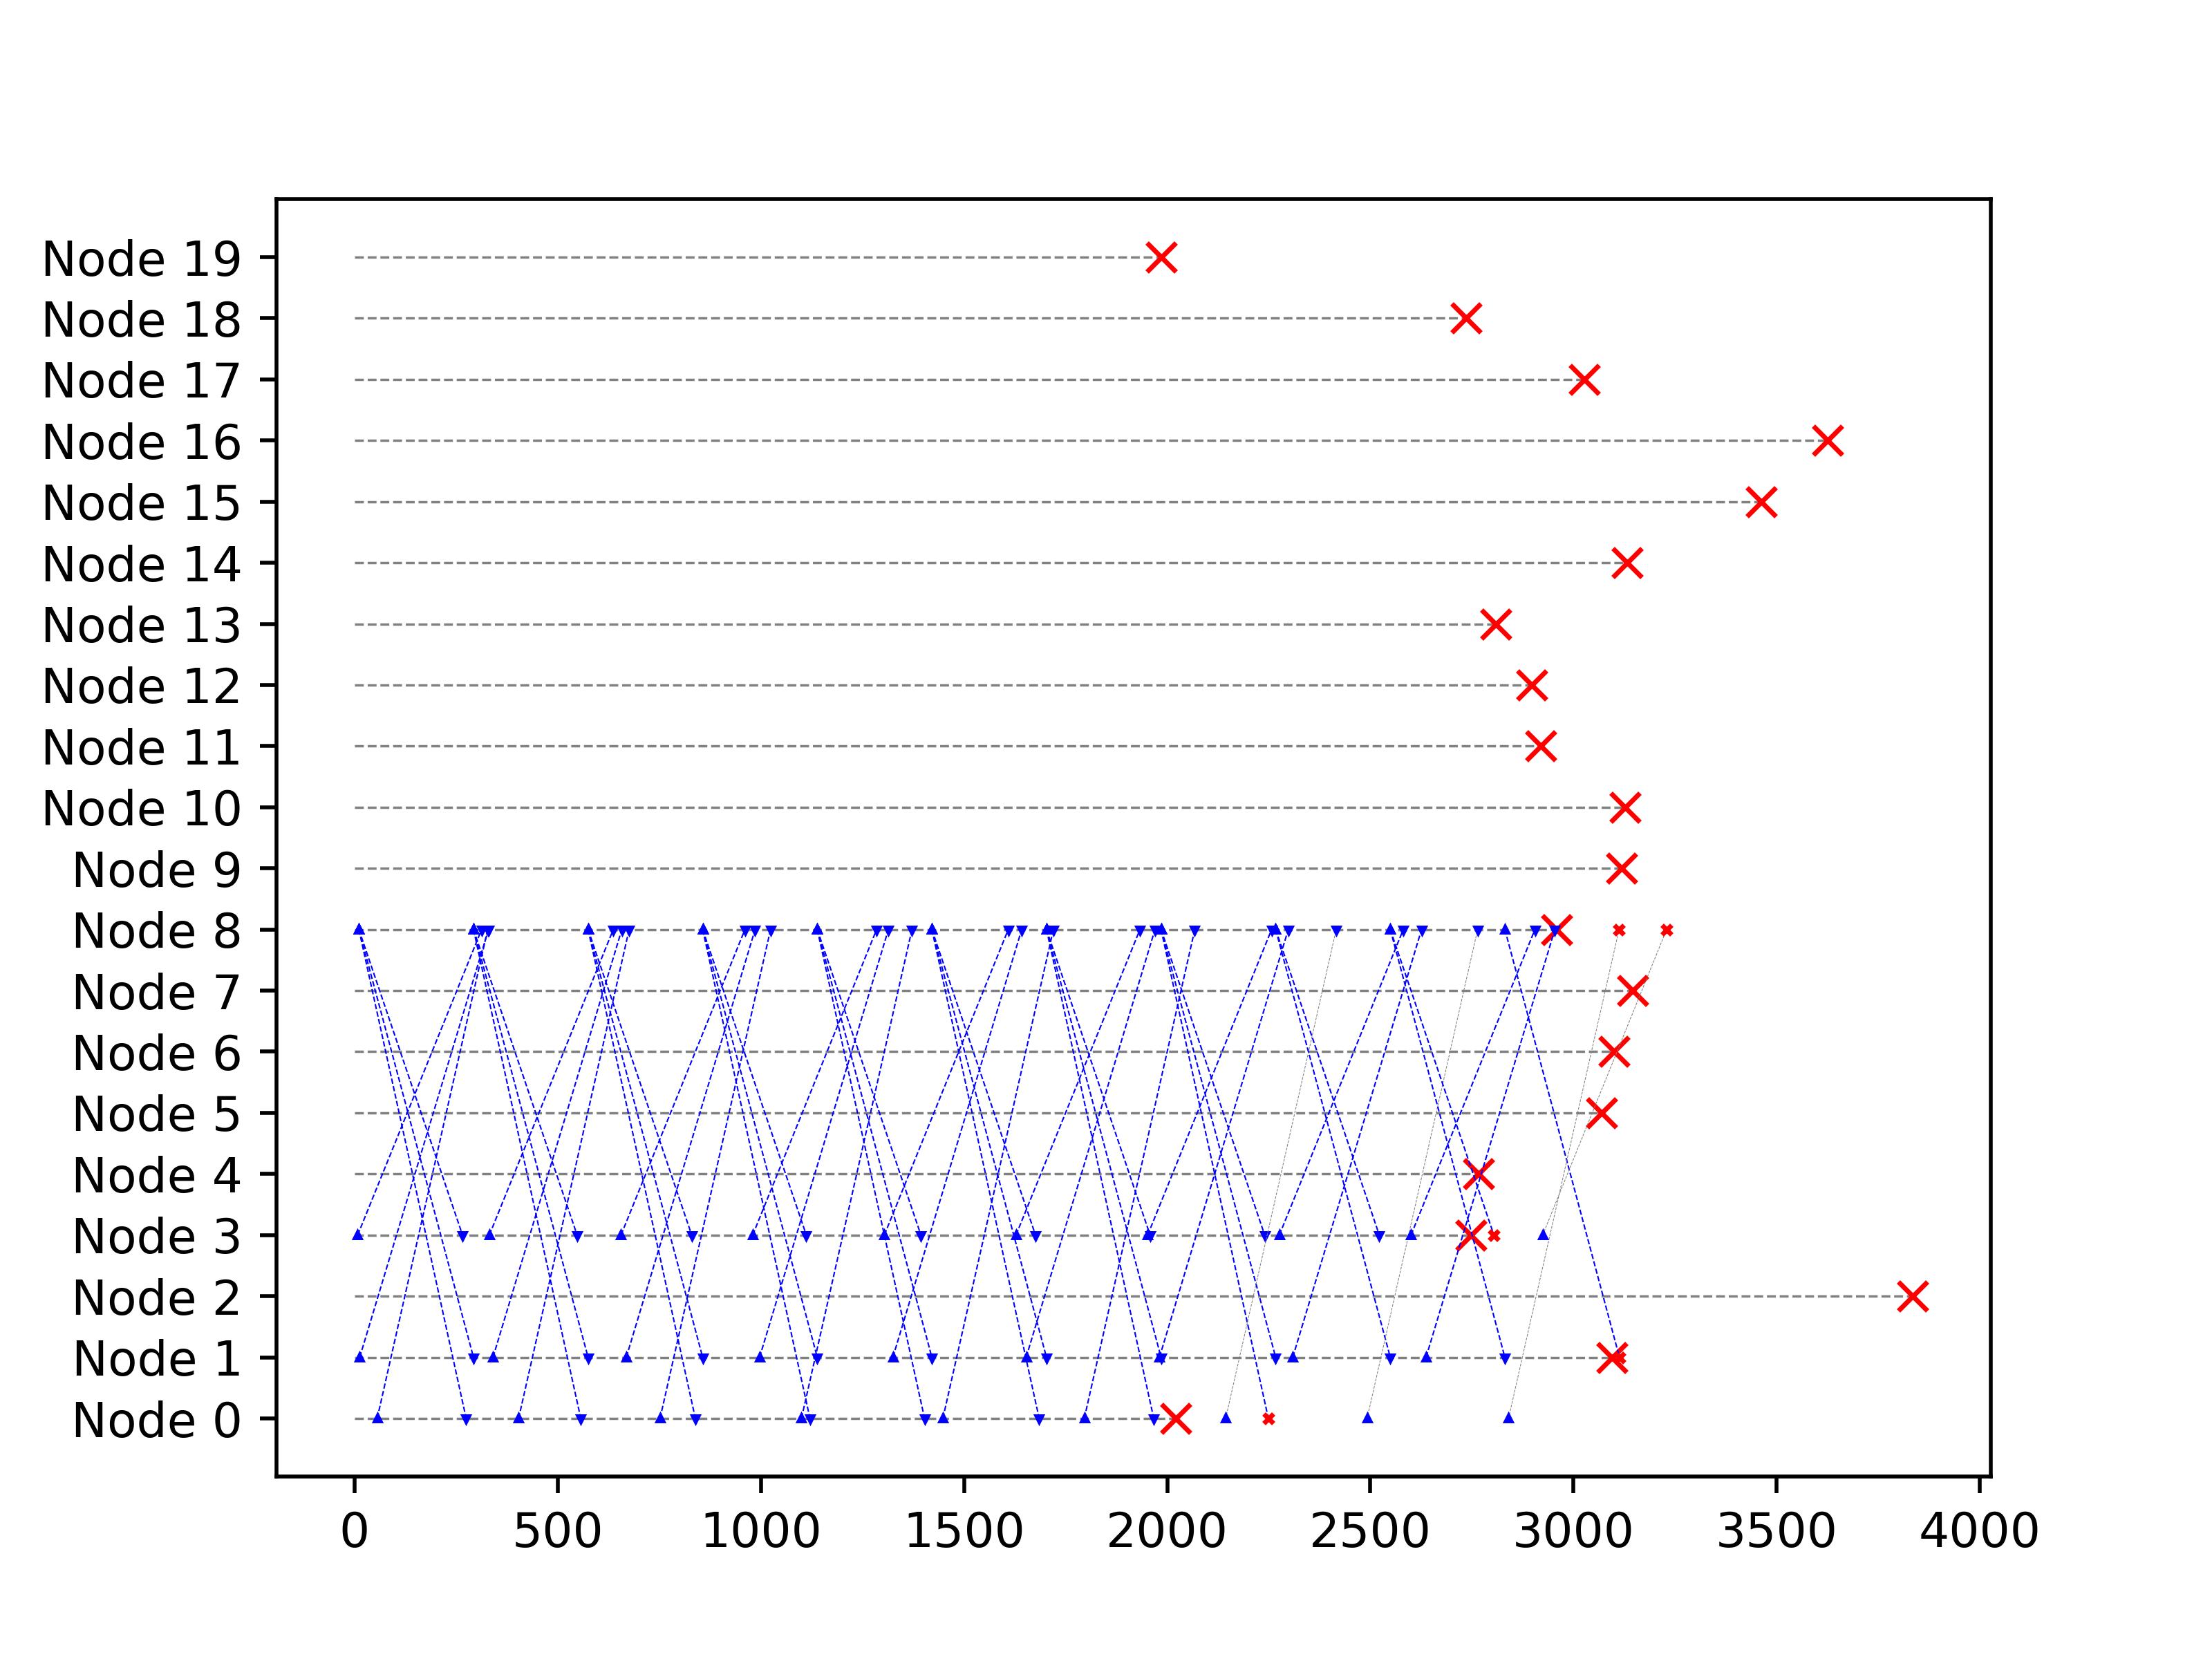 Node 19
Node 18
Node 17
Node 16
Node 15
Node 14
Node 13
Node 12
Node 11
Node 10
Node 9
Node 8
Node 7
Node 6
Node 5
Node 4
Node 3
Node 2
Node 1
Node 0
0 500 1000 1500 2000 2500 3000 3500 4000